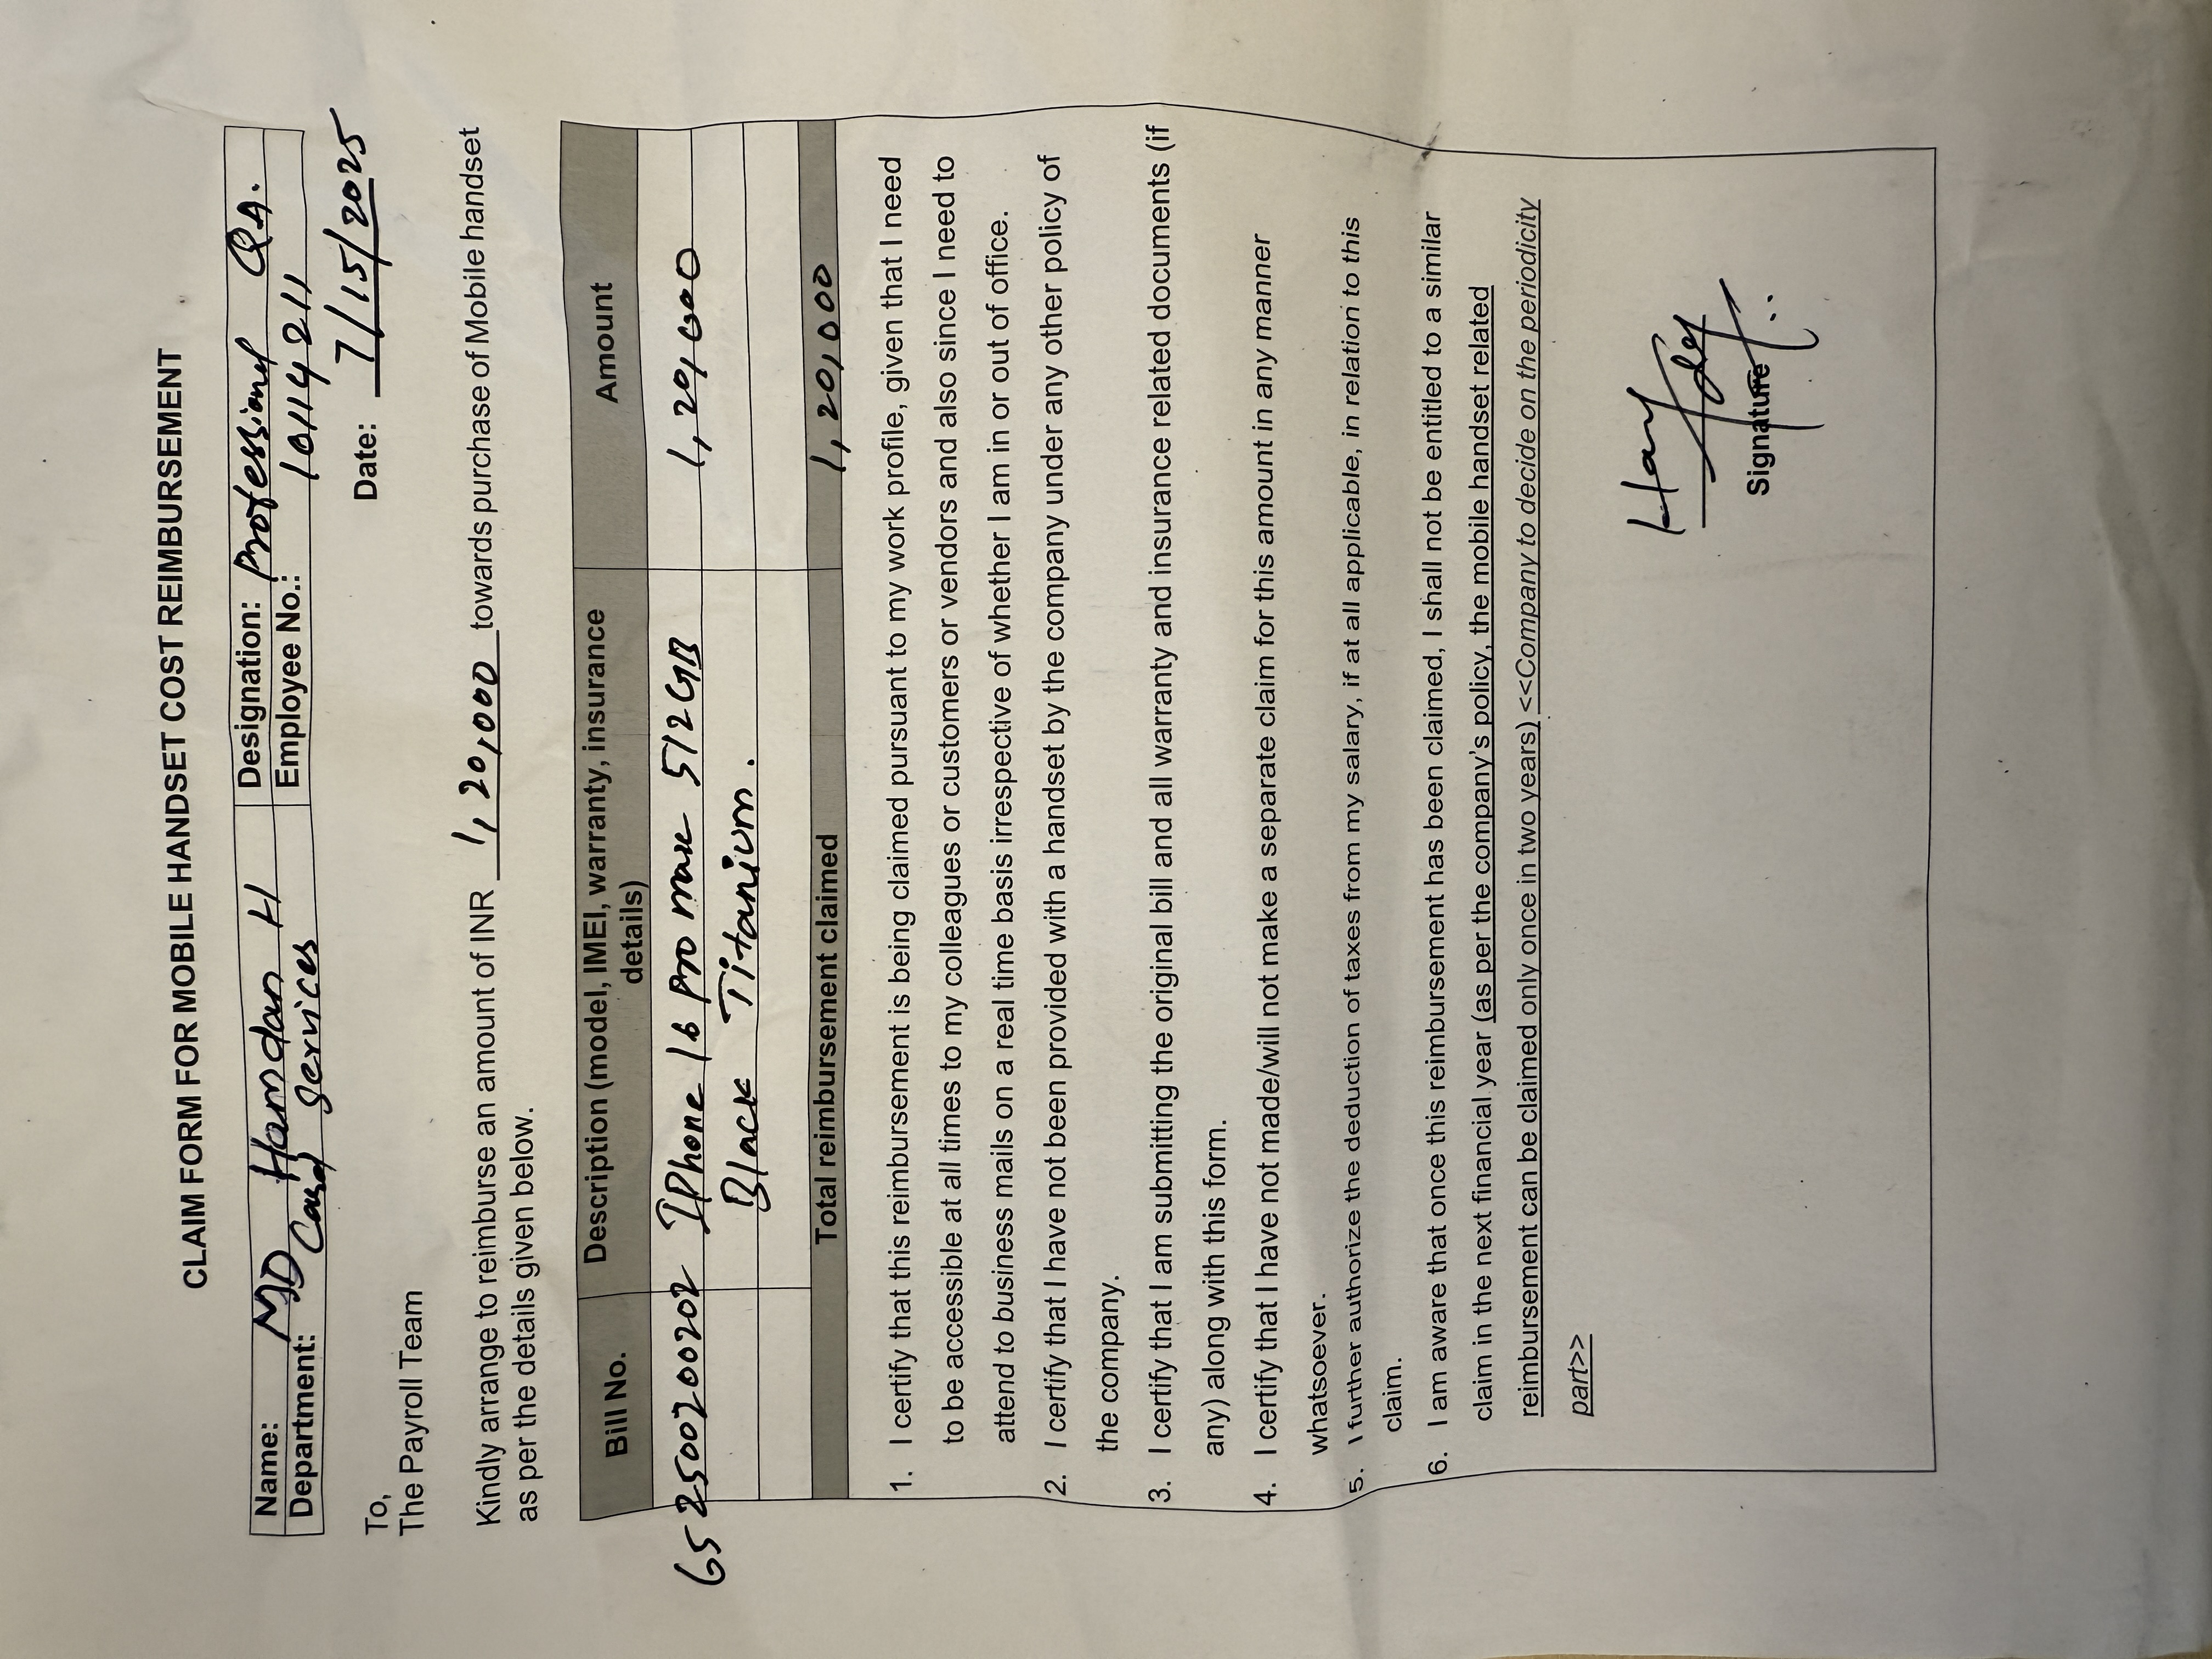 CLAIM FORM FOR MOBILE HANDSET COST REIMBURSEMENT
Name: MD Hamdan H
Designation: Professional QA.
Department: Card Services
Employee No.: 10114211
Date: 7/15/2025
To,
The Payroll Team
Kindly arrange to reimburse an amount of INR 1,20,000 towards purchase of Mobile handset
as per the details given below.
Bill No. Description (model, IMEI, warranty, insurance Amount
details)
652500200202 IPhone 16 Pro max 512GB 1,20,000
Black Titanium.
Total reimbursement claimed 1,20,000
1. I certify that this reimbursement is being claimed pursuant to my work profile, given that I need
to be accessible at all times to my colleagues or customers or vendors and also since I need to
attend to business mails on a real time basis irrespective of whether I am in or out of office.
2. I certify that I have not been provided with a handset by the company under any other policy of
the company.
3. I certify that I am submitting the original bill and all warranty and insurance related documents (if
any) along with this form.
4. I certify that I have not made/will not make a separate claim for this amount in any manner
whatsoever.
5. I further authorize the deduction of taxes from my salary, if at all applicable, in relation to this
claim.
6. I am aware that once this reimbursement has been claimed, I shall not be entitled to a similar
claim in the next financial year (as per the company's policy, the mobile handset related
reimbursement can be claimed only once in two years) <<Company to decide on the periodicity
part>>
Signature